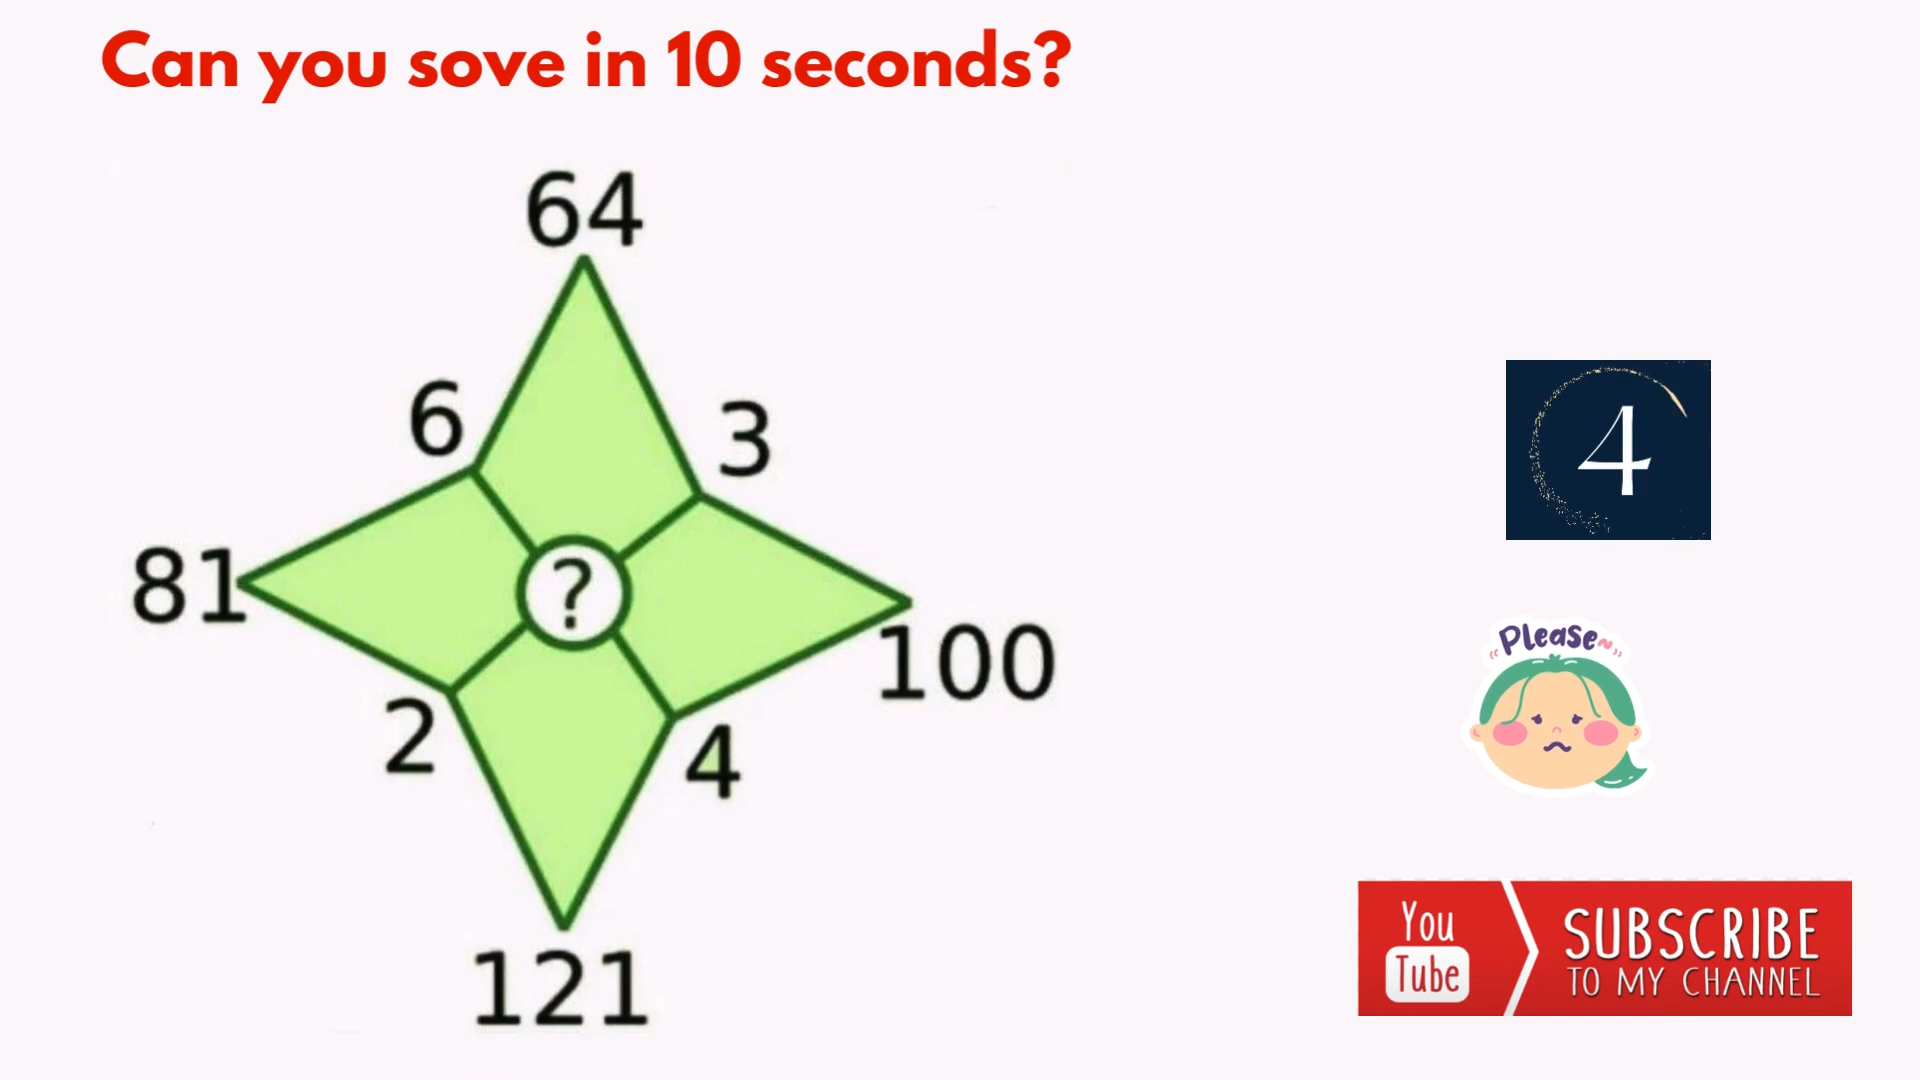 Can you sove in 10 seconds?
64
6
3
81
?
100
2
4
121
4
Please~
You
Tube
SUBSCRIBE
TO MY CHANNEL